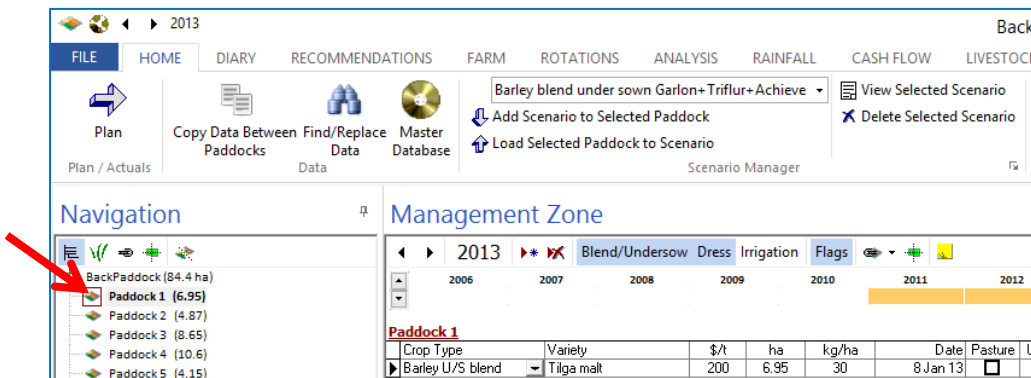 2013
Back
FILE HOME DIARY RECOMMENDATIONS FARM ROTATIONS ANALYSIS RAINFALL CASH FLOW LIVESTOC
Barley blend under sown Garlon+Triflur+Achieve
View Selected Scenario
Add Scenario to Selected Paddock
Delete Selected Scenario
Load Selected Paddock to Scenario
Plan
Copy Data Between Paddocks
Find/Replace Data
Master Database
Plan / Actuals Data Scenario Manager
Navigation
BackPaddock (84.4 ha)
Paddock 1 (6.95)
Paddock 2 (4.87)
Paddock 3 (8.65)
Paddock 4 (10.6)
Paddock 5 (4.15)
Management Zone
2013 Blend/Undersow Dress Irrigation Flags
2006 2007 2008 2009 2010 2011 2012
Paddock 1
Crop Type Variety $/t ha kg/ha Date Pasture U
Barley U/S blend Tilga malt 200 6.95 30 8 Jan 13